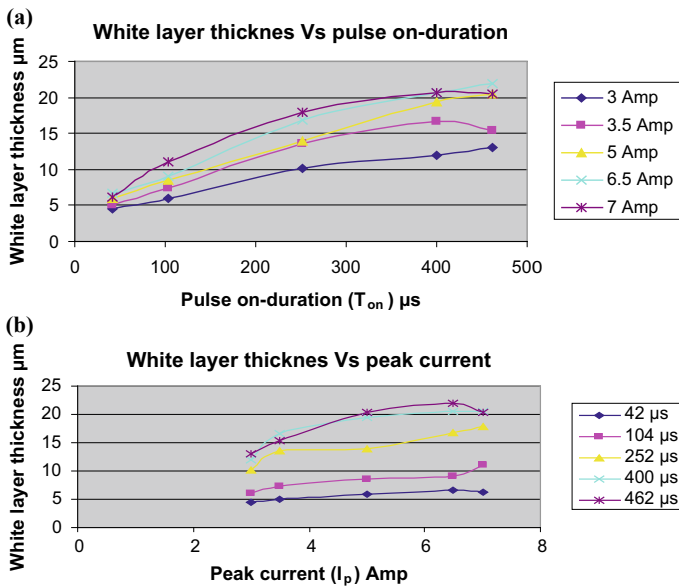 (a)
White layer thicknes Vs pulse on-duration
White layer thickness µm
25
20
15
10
5
0
0 100 200 300 400 500
Pulse on-duration (Ton) µs
3 Amp
3.5 Amp
5 Amp
6.5 Amp
7 Amp
(b)
White layer thicknes Vs peak current
White layer thickness µm
25
20
15
10
5
0
0 2 4 6 8
Peak current (Ip) Amp
42 µs
104 µs
252 µs
400 µs
462 µs